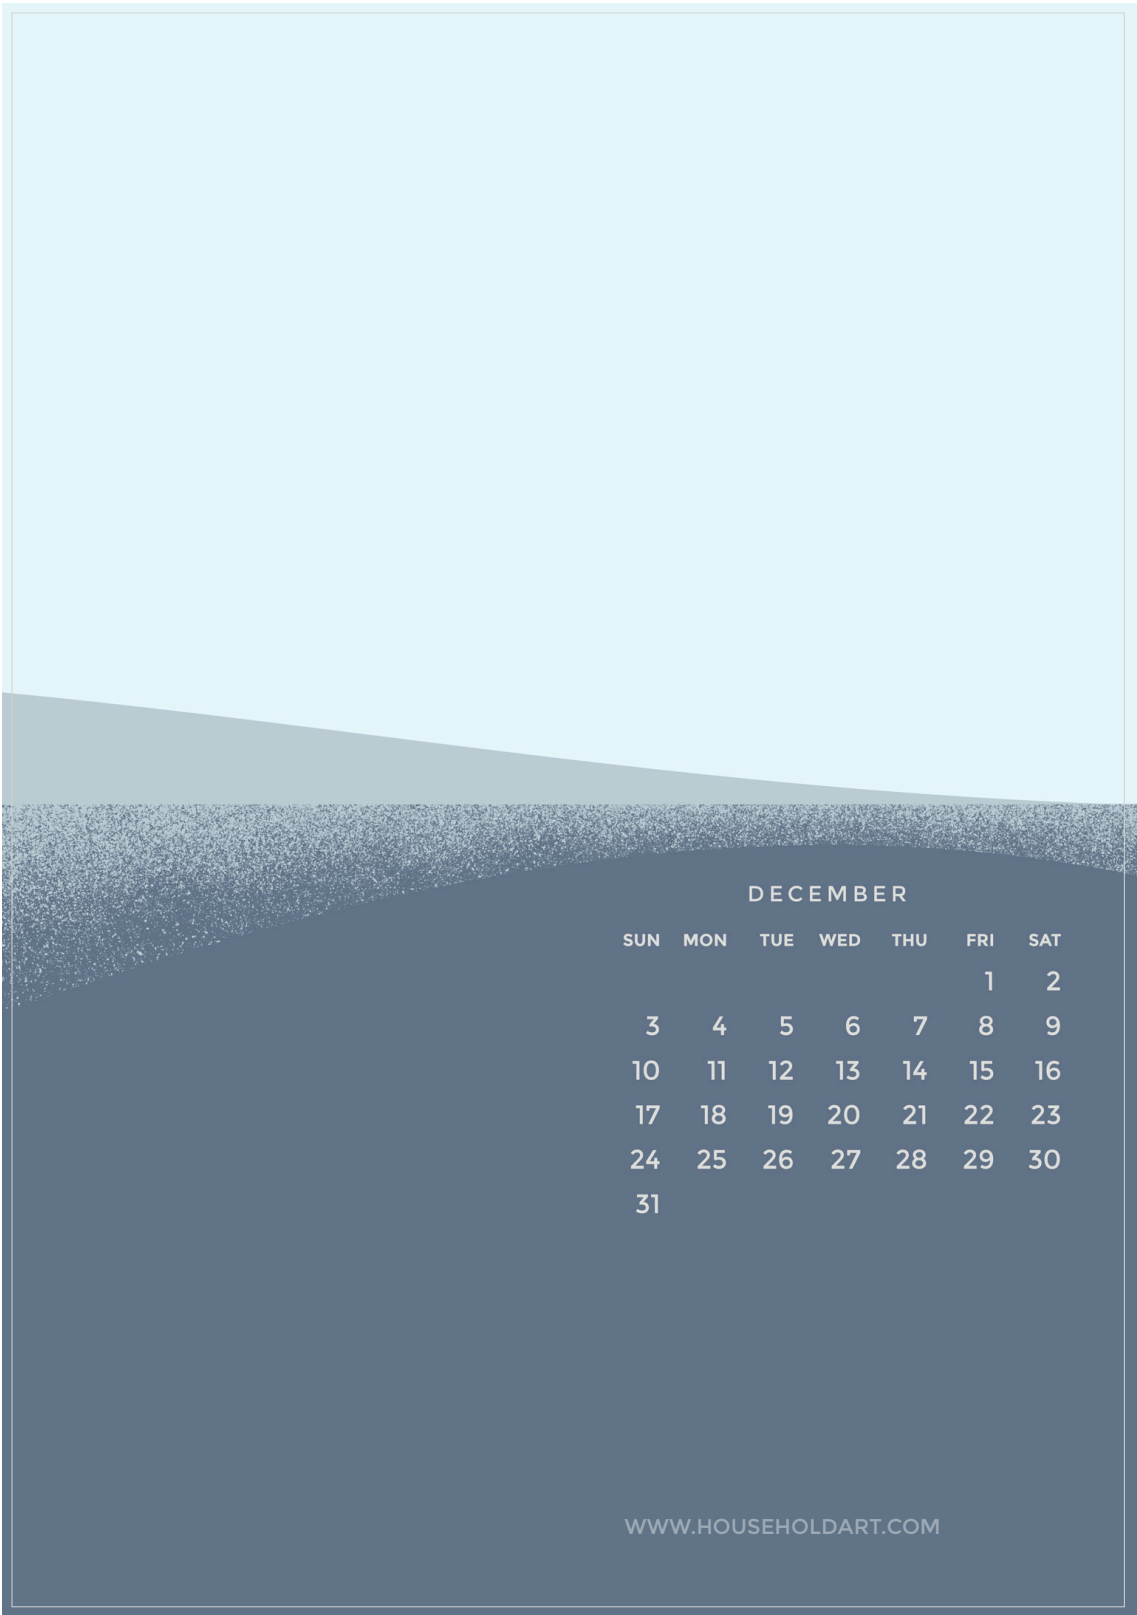 DECEMBER
SUN MON TUE WED THU FRI SAT
1 2
3 4 5 6 7 8 9
10 11 12 13 14 15 16
17 18 19 20 21 22 23
24 25 26 27 28 29 30
31
WWW.HOUSEHOLDART.COM